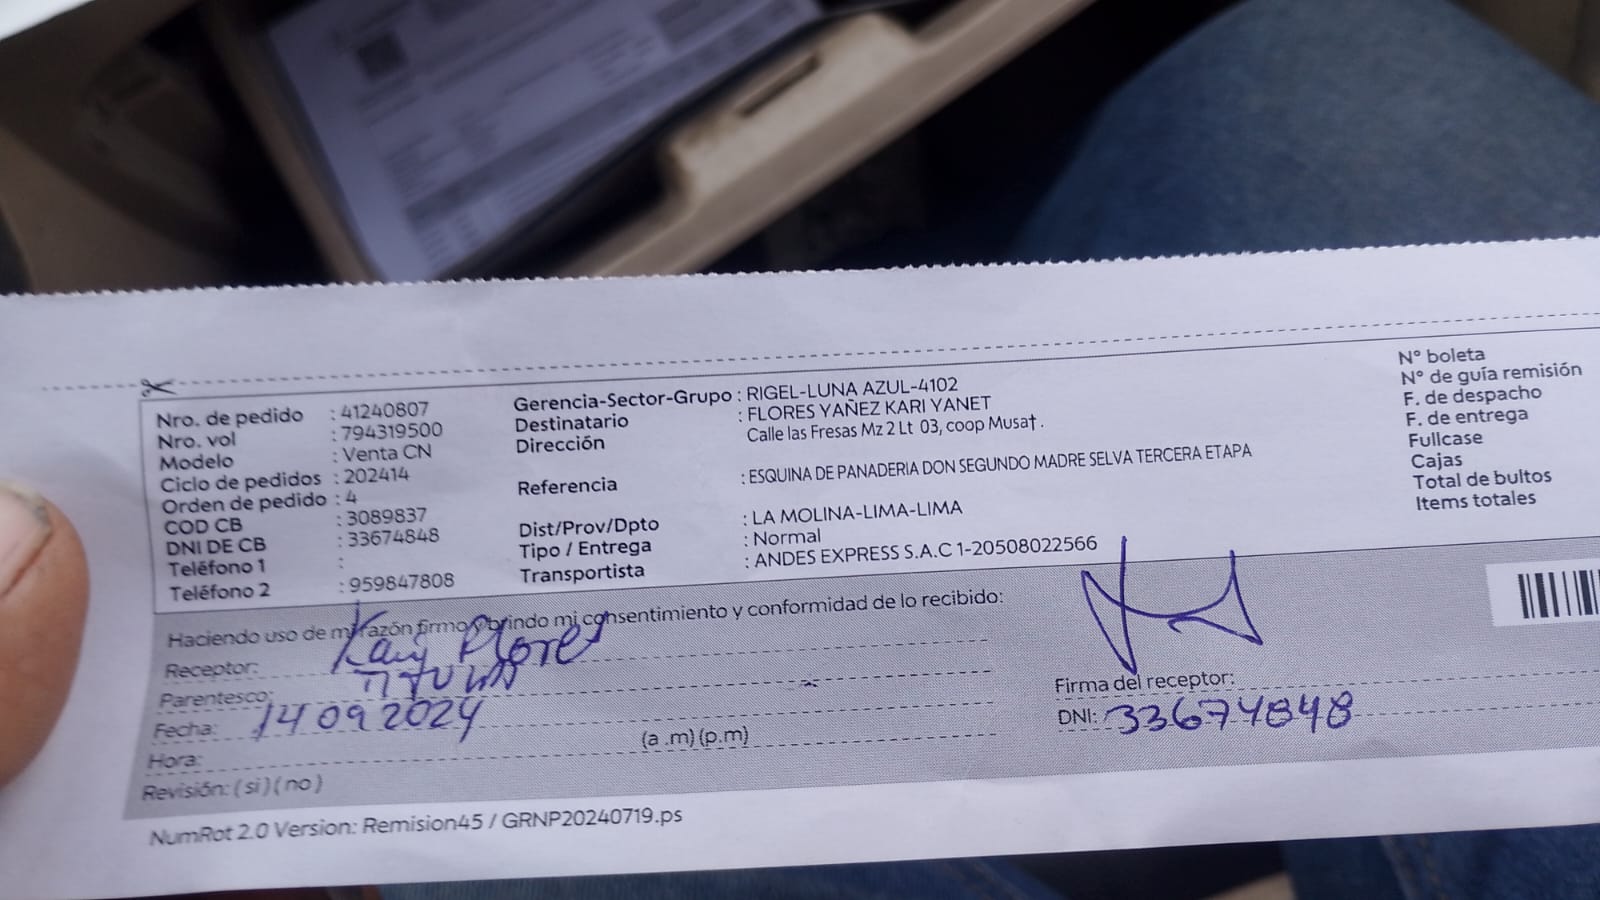 Nro. de pedido : 41240807
Nro. vol : 794319500
Modelo : Venta CN
Ciclo de pedidos : 202414
Orden de pedido : 4
COD CB : 3089837
DNI DE CB : 33674848
Teléfono 1 :
Teléfono 2 : 959847808
Gerencia-Sector-Grupo : RIGEL-LUNA AZUL-4102
Destinatario : FLORES YAÑEZ KARI YANET
Dirección Calle las Fresas Mz 2 Lt 03, coop Musat .
Referencia : ESQUINA DE PANADERIA DON SEGUNDO MADRE SELVA TERCERA ETAPA
Dist/Prov/Dpto : LA MOLINA-LIMA-LIMA
Tipo / Entrega : Normal
Transportista : ANDES EXPRESS S.A.C 1-20508022566
N° boleta
N° de guía remisión
F. de despacho
F. de entrega
Fullcase
Cajas
Total de bultos
Items totales
Haciendo uso de mi razón firmo y brindo mi consentimiento y conformidad de lo recibido:
Receptor: Kari Flores
Parentesco: Titular
Fecha: 14 09 2024
Hora: (a .m) (p.m)
Revisión: ( si ) ( no )
Firma del receptor:
DNI: 33674848
NumRot 2.0 Version: Remision45 / GRNP20240719.ps